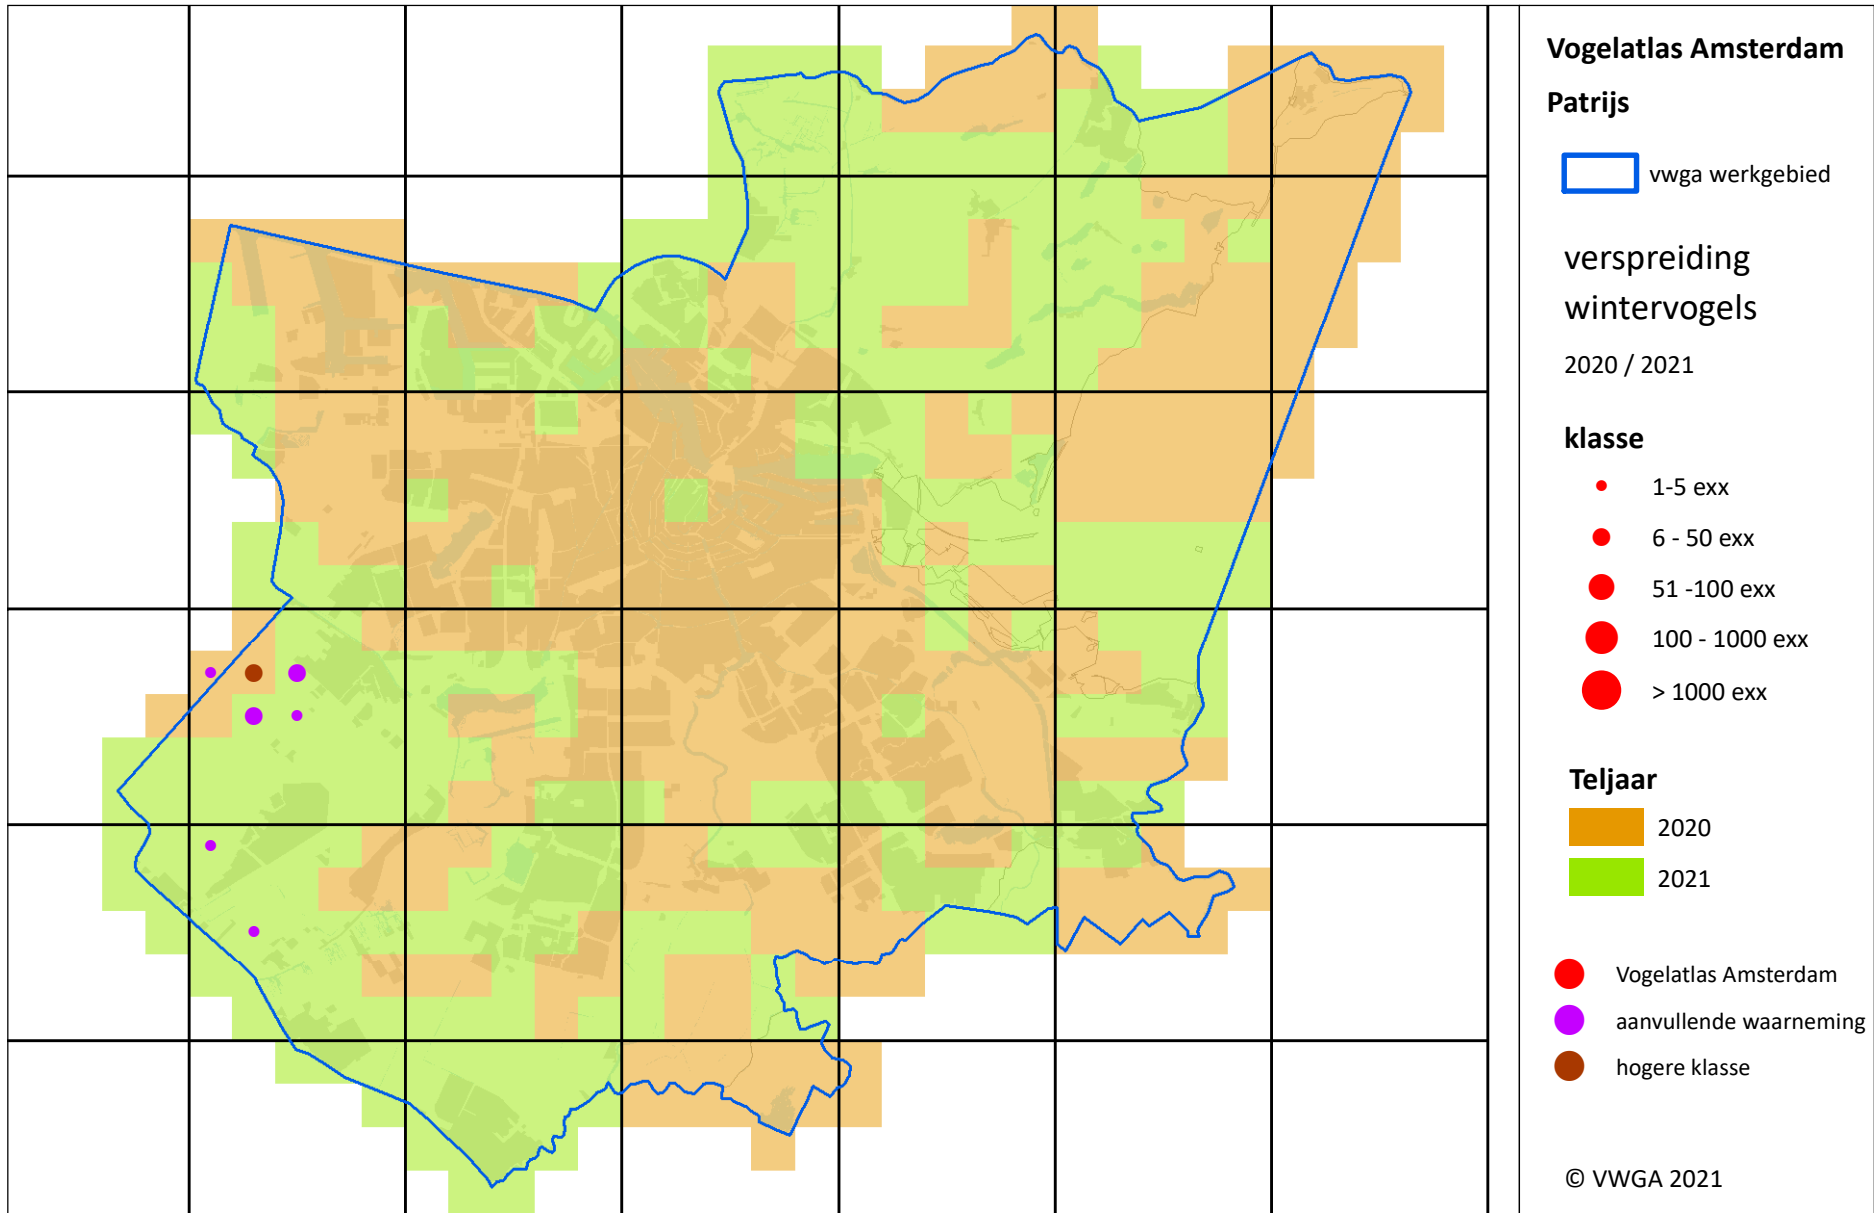 Vogelatlas Amsterdam
Patrijs
vwga werkgebied
verspreiding
wintervogels
2020 / 2021
klasse
1-5 exx
6 - 50 exx
51 -100 exx
100 - 1000 exx
> 1000 exx
Teljaar
2020
2021
Vogelatlas Amsterdam
aanvullende waarneming
hogere klasse
© VWGA 2021